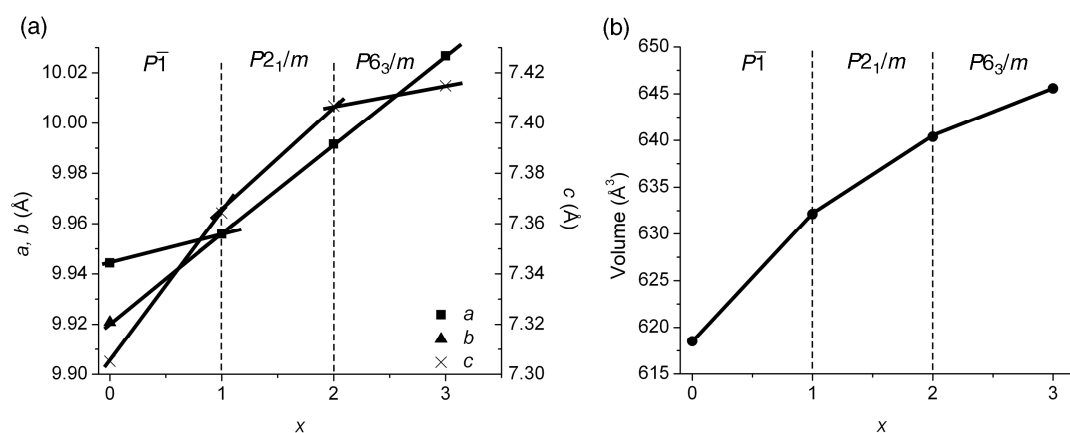 (a)
P1̅ P2₁/m P6₃/m
10.02
10.00
9.98
9.96
9.94
9.92
9.90
a, b (Å)
7.42
7.40
7.38
7.36
7.34
7.32
7.30
c (Å)
a
b
c
0 1 2 3
x
(b)
P1̅ P2₁/m P6₃/m
650
645
640
635
630
625
620
615
Volume (Å³)
0 1 2 3
x